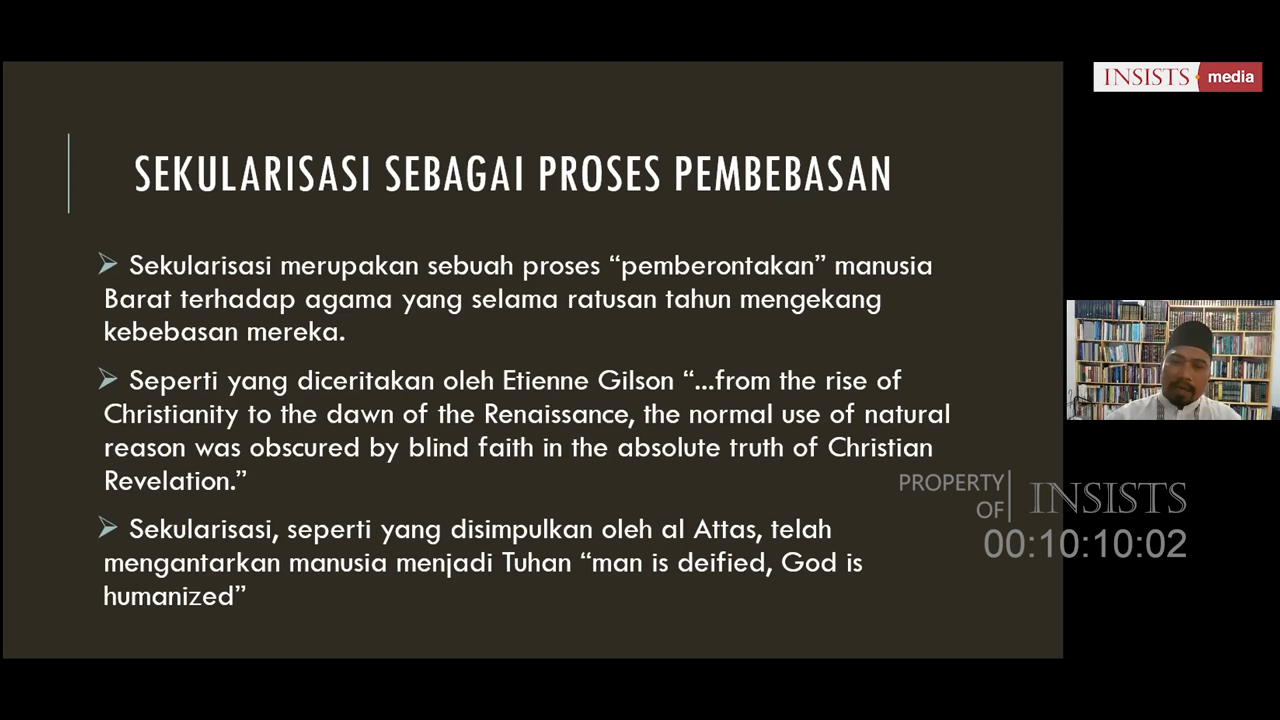 INSISTS media
SEKULARISASI SEBAGAI PROSES PEMBEBASAN
➢ Sekularisasi merupakan sebuah proses “pemberontakan” manusia
Barat terhadap agama yang selama ratusan tahun mengekang
kebebasan mereka.
➢ Seperti yang diceritakan oleh Etienne Gilson “...from the rise of
Christianity to the dawn of the Renaissance, the normal use of natural
reason was obscured by blind faith in the absolute truth of Christian
Revelation.”
➢ Sekularisasi, seperti yang disimpulkan oleh al Attas, telah
mengantarkan manusia menjadi Tuhan “man is deified, God is
humanized”
PROPERTY
OF
INSISTS
00:10:10:02